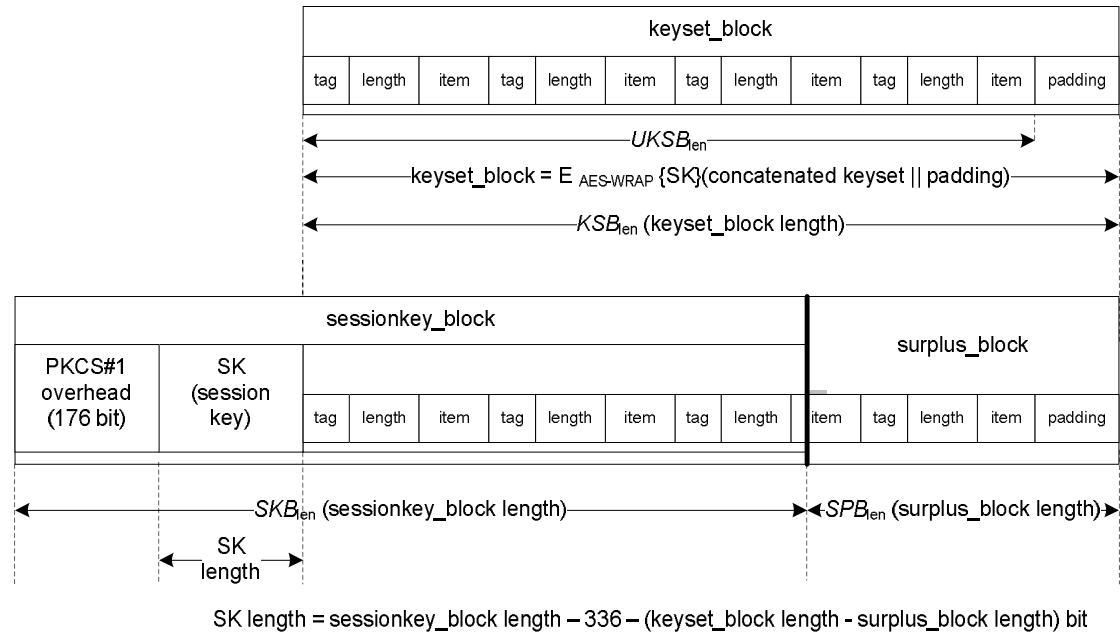 keyset_block
tag length item tag length item tag length item tag length item padding
UKSBlen
keyset_block = E AES-WRAP {SK}(concatenated keyset || padding)
KSBlen (keyset_block length)
sessionkey_block
surplus_block
PKCS#1
overhead
(176 bit)
SK
(session
key)
tag length item tag length item tag length item tag length item padding
SKBlen (sessionkey_block length)
SPBlen (surplus_block length)
SK
length
SK length = sessionkey_block length – 336 – (keyset_block length - surplus_block length) bit